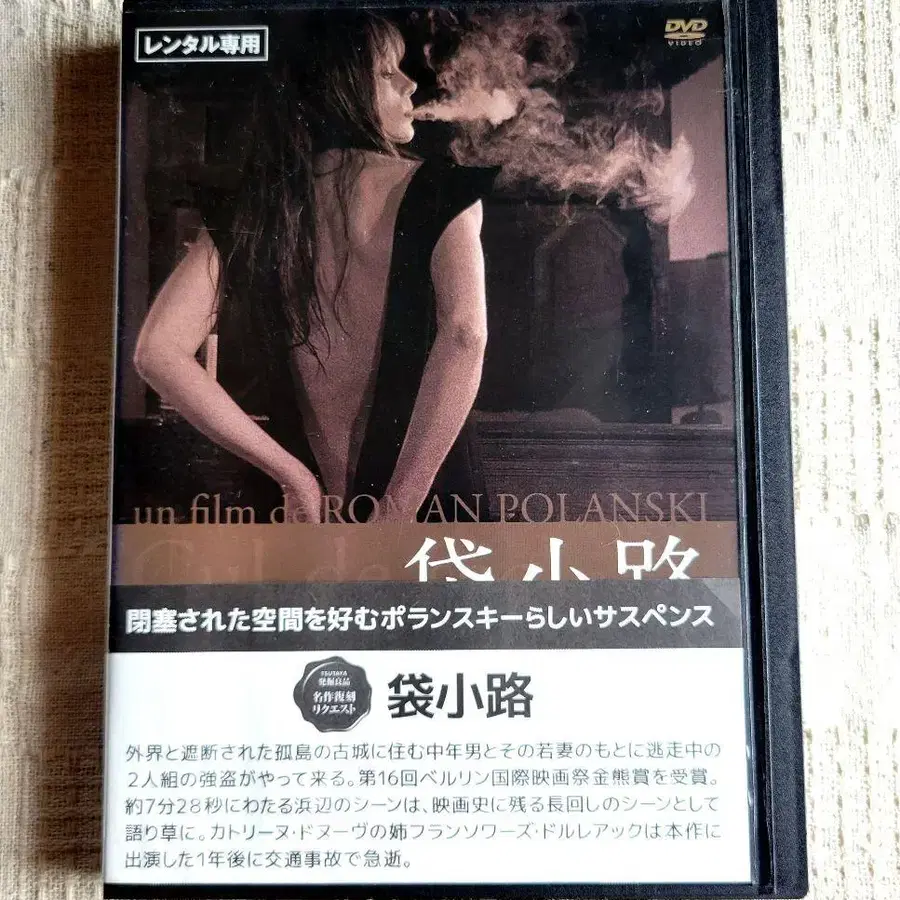 レンタル専用
DVD
VIDEO
un film de ROMAN POLANSKI
Cul de
袋小路
閉塞された空間を好むポランスキーらしいサスペンス
TSUTAYA
発掘良品
名作復刻
リクエスト
袋小路
外界と遮断された孤島の古城に住む中年男とその若妻のもとに逃走中の
2人組の強盗がやって来る。第16回ベルリン国際映画祭金熊賞を受賞。
約7分28秒にわたる浜辺のシーンは、映画史に残る長回しのシーンとして
語り草に。カトリーヌ・ドヌーヴの姉フランソワーズ・ドルレアックは本作に
出演した1年後に交通事故で急逝。